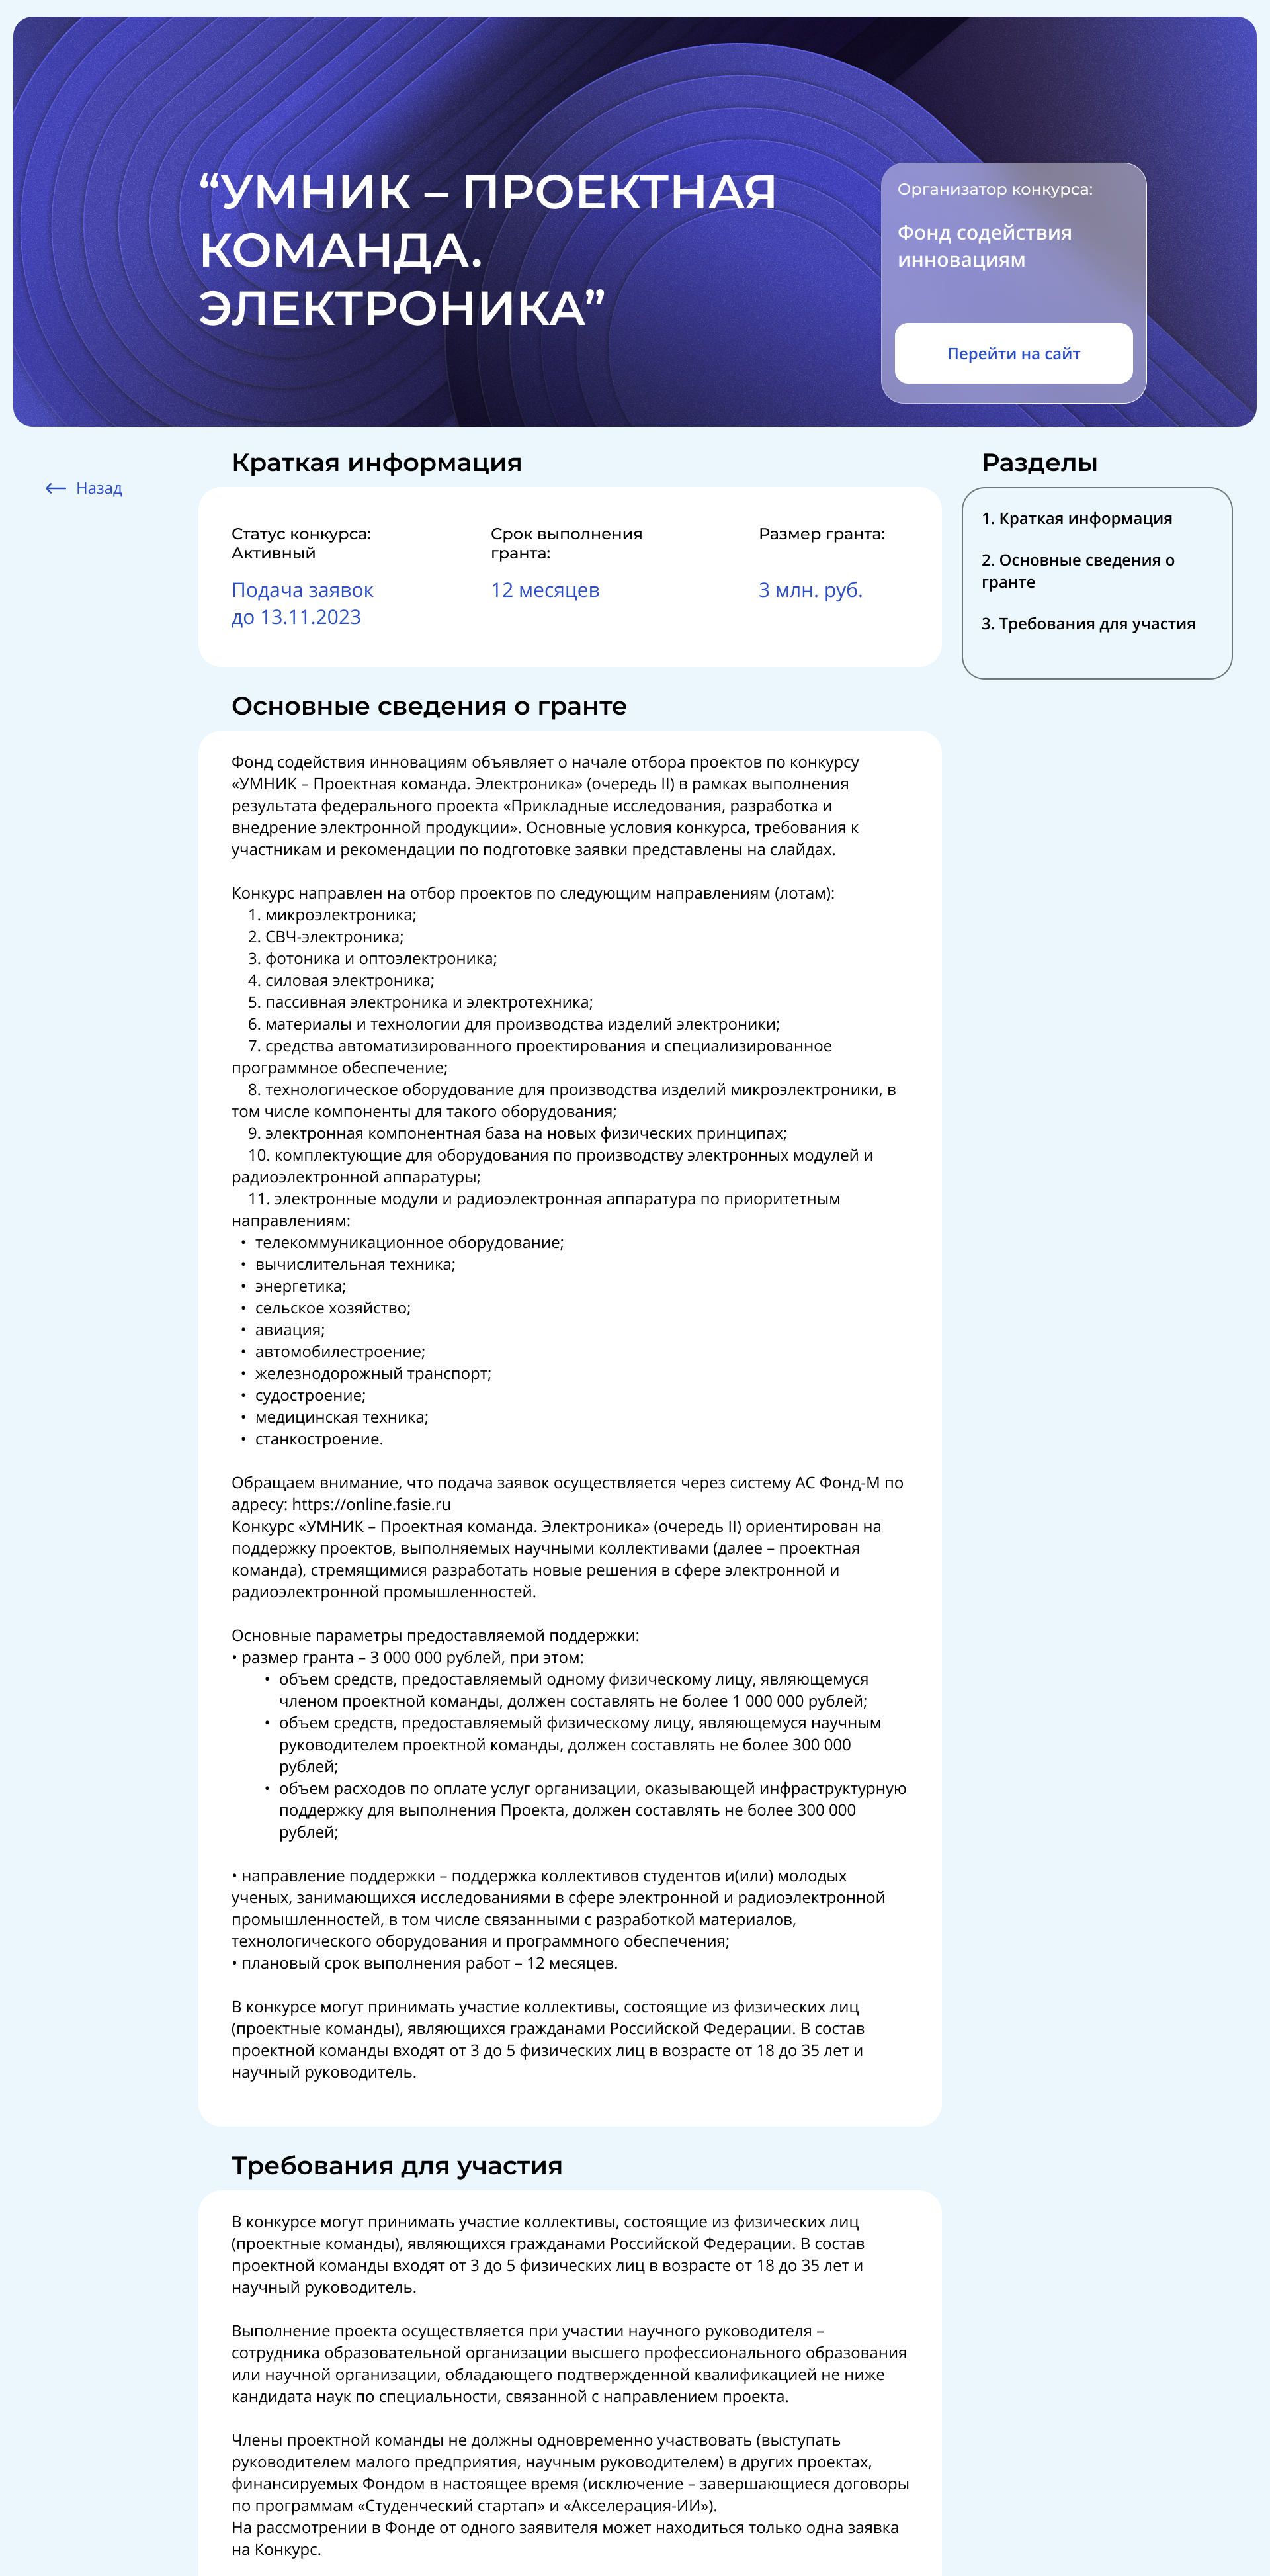 “УМНИК – ПРОЕКТНАЯ
КОМАНДА.
ЭЛЕКТРОНИКА”
Организатор конкурса:
Фонд содействия
инновациям
Перейти на сайт
Назад
Краткая информация
Статус конкурса:
Активный
Подача заявок
до 13.11.2023
Срок выполнения
гранта:
12 месяцев
Размер гранта:
3 млн. руб.
Разделы
1. Краткая информация
2. Основные сведения о
гранте
3. Требования для участия
Основные сведения о гранте
Фонд содействия инновациям объявляет о начале отбора проектов по конкурсу
«УМНИК – Проектная команда. Электроника» (очередь II) в рамках выполнения
результата федерального проекта «Прикладные исследования, разработка и
внедрение электронной продукции». Основные условия конкурса, требования к
участникам и рекомендации по подготовке заявки представлены на слайдах.
Конкурс направлен на отбор проектов по следующим направлениям (лотам):
1. микроэлектроника;
2. СВЧ-электроника;
3. фотоника и оптоэлектроника;
4. силовая электроника;
5. пассивная электроника и электротехника;
6. материалы и технологии для производства изделий электроники;
7. средства автоматизированного проектирования и специализированное
программное обеспечение;
8. технологическое оборудование для производства изделий микроэлектроники, в
том числе компоненты для такого оборудования;
9. электронная компонентная база на новых физических принципах;
10. комплектующие для оборудования по производству электронных модулей и
радиоэлектронной аппаратуры;
11. электронные модули и радиоэлектронная аппаратура по приоритетным
направлениям:
• телекоммуникационное оборудование;
• вычислительная техника;
• энергетика;
• сельское хозяйство;
• авиация;
• автомобилестроение;
• железнодорожный транспорт;
• судостроение;
• медицинская техника;
• станкостроение.
Обращаем внимание, что подача заявок осуществляется через систему АС Фонд-М по
адресу: https://online.fasie.ru
Конкурс «УМНИК – Проектная команда. Электроника» (очередь II) ориентирован на
поддержку проектов, выполняемых научными коллективами (далее – проектная
команда), стремящимися разработать новые решения в сфере электронной и
радиоэлектронной промышленностей.
Основные параметры предоставляемой поддержки:
• размер гранта – 3 000 000 рублей, при этом:
• объем средств, предоставляемый одному физическому лицу, являющемуся
членом проектной команды, должен составлять не более 1 000 000 рублей;
• объем средств, предоставляемый физическому лицу, являющемуся научным
руководителем проектной команды, должен составлять не более 300 000
рублей;
• объем расходов по оплате услуг организации, оказывающей инфраструктурную
поддержку для выполнения Проекта, должен составлять не более 300 000
рублей;
• направление поддержки – поддержка коллективов студентов и(или) молодых
ученых, занимающихся исследованиями в сфере электронной и радиоэлектронной
промышленностей, в том числе связанными с разработкой материалов,
технологического оборудования и программного обеспечения;
• плановый срок выполнения работ – 12 месяцев.
В конкурсе могут принимать участие коллективы, состоящие из физических лиц
(проектные команды), являющихся гражданами Российской Федерации. В состав
проектной команды входят от 3 до 5 физических лиц в возрасте от 18 до 35 лет и
научный руководитель.
Требования для участия
В конкурсе могут принимать участие коллективы, состоящие из физических лиц
(проектные команды), являющихся гражданами Российской Федерации. В состав
проектной команды входят от 3 до 5 физических лиц в возрасте от 18 до 35 лет и
научный руководитель.
Выполнение проекта осуществляется при участии научного руководителя –
сотрудника образовательной организации высшего профессионального образования
или научной организации, обладающего подтвержденной квалификацией не ниже
кандидата наук по специальности, связанной с направлением проекта.
Члены проектной команды не должны одновременно участвовать (выступать
руководителем малого предприятия, научным руководителем) в других проектах,
финансируемых Фондом в настоящее время (исключение – завершающиеся договоры
по программам «Студенческий стартап» и «Акселерация-ИИ»).
На рассмотрении в Фонде от одного заявителя может находиться только одна заявка
на Конкурс.